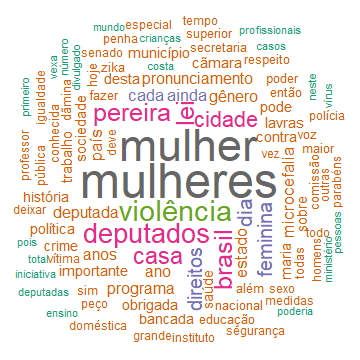 mundo especial tempo
crianças superior profissionais
penha secretaria casos
senado município
zika câmara respeito
hoje desta pronunciamento
divulgado
número
vexa
costa
fazer cada ainda gênero poder
então neste vírus
primeiro igualdade dâmina sociedade pereira lei cidade pode polícia
conhecida trabalho país deve lavras
contra voz
professor pública mulher vez maior
mulheres microcefalia comissão outras parabéns
história violência dia sobre
deixar deputada
política deputados brasil estado feminina maria todas homens todo ministério pessoas
pois crime anos casa direitos
total vítima
iniciativa importante ano saúde além sexo
deputadas sim programa nacional medidas
peço obrigada poderia
ensino bancada educação
doméstica segurança
grande instituto